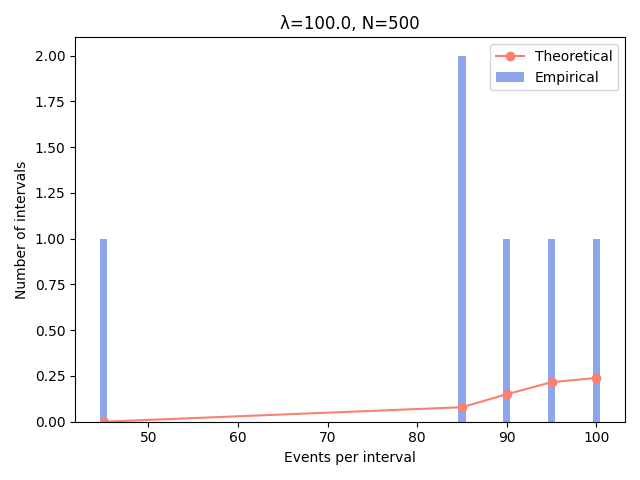 λ=100.0, N=500
Theoretical
Empirical
2.00
1.75
1.50
1.25
1.00
0.75
0.50
0.25
0.00
Number of intervals
50 60 70 80 90 100
Events per interval